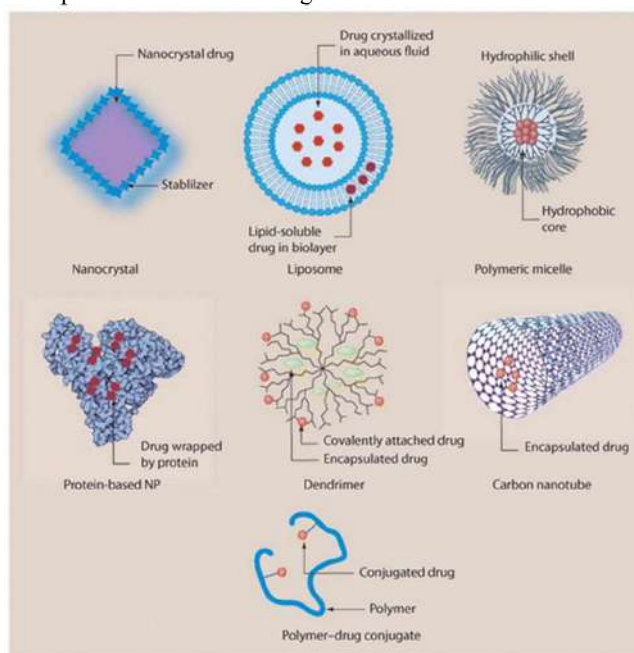 Nanocrystal drug
Stablilzer
Nanocrystal
Drug crystallized
in aqueous fluid
Lipid-soluble
drug in biolayer
Liposome
Hydrophilic shell
Hydrophobic
core
Polymeric micelle
Drug wrapped
by protein
Protein-based NP
Covalently attached drug
Encapsulated drug
Dendrimer
Encapsulated drug
Carbon nanotube
Conjugated drug
Polymer
Polymer–drug conjugate